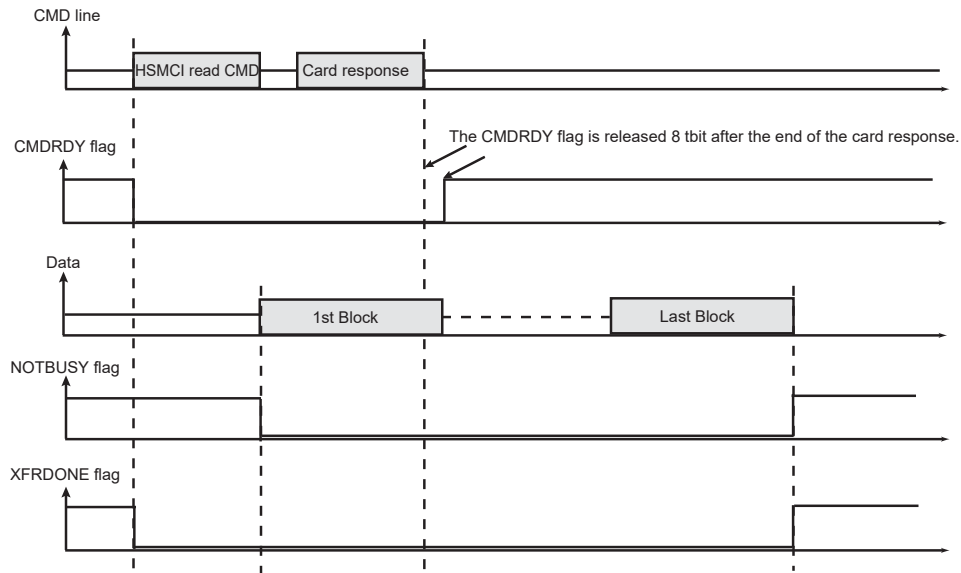 CMD line
HSMCI read CMD
Card response
The CMDRDY flag is released 8 tbit after the end of the card response.
CMDRDY flag
Data
1st Block
Last Block
NOTBUSY flag
XFRDONE flag